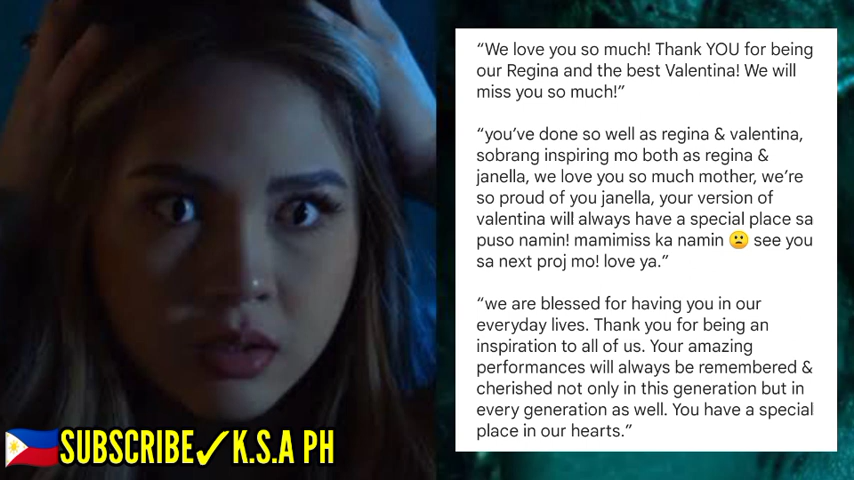 “We love you so much! Thank YOU for being
our Regina and the best Valentina! We will
miss you so much!”
“you’ve done so well as regina & valentina,
sobrang inspiring mo both as regina &
janella, we love you so much mother, we’re
so proud of you janella, your version of
valentina will always have a special place sa
puso namin! mamimiss ka namin 🙁 see you
sa next proj mo! love ya.”
“we are blessed for having you in our
everyday lives. Thank you for being an
inspiration to all of us. Your amazing
performances will always be remembered &
cherished not only in this generation but in
every generation as well. You have a special
place in our hearts.”
🇵🇭SUBSCRIBE✓K.S.A PH